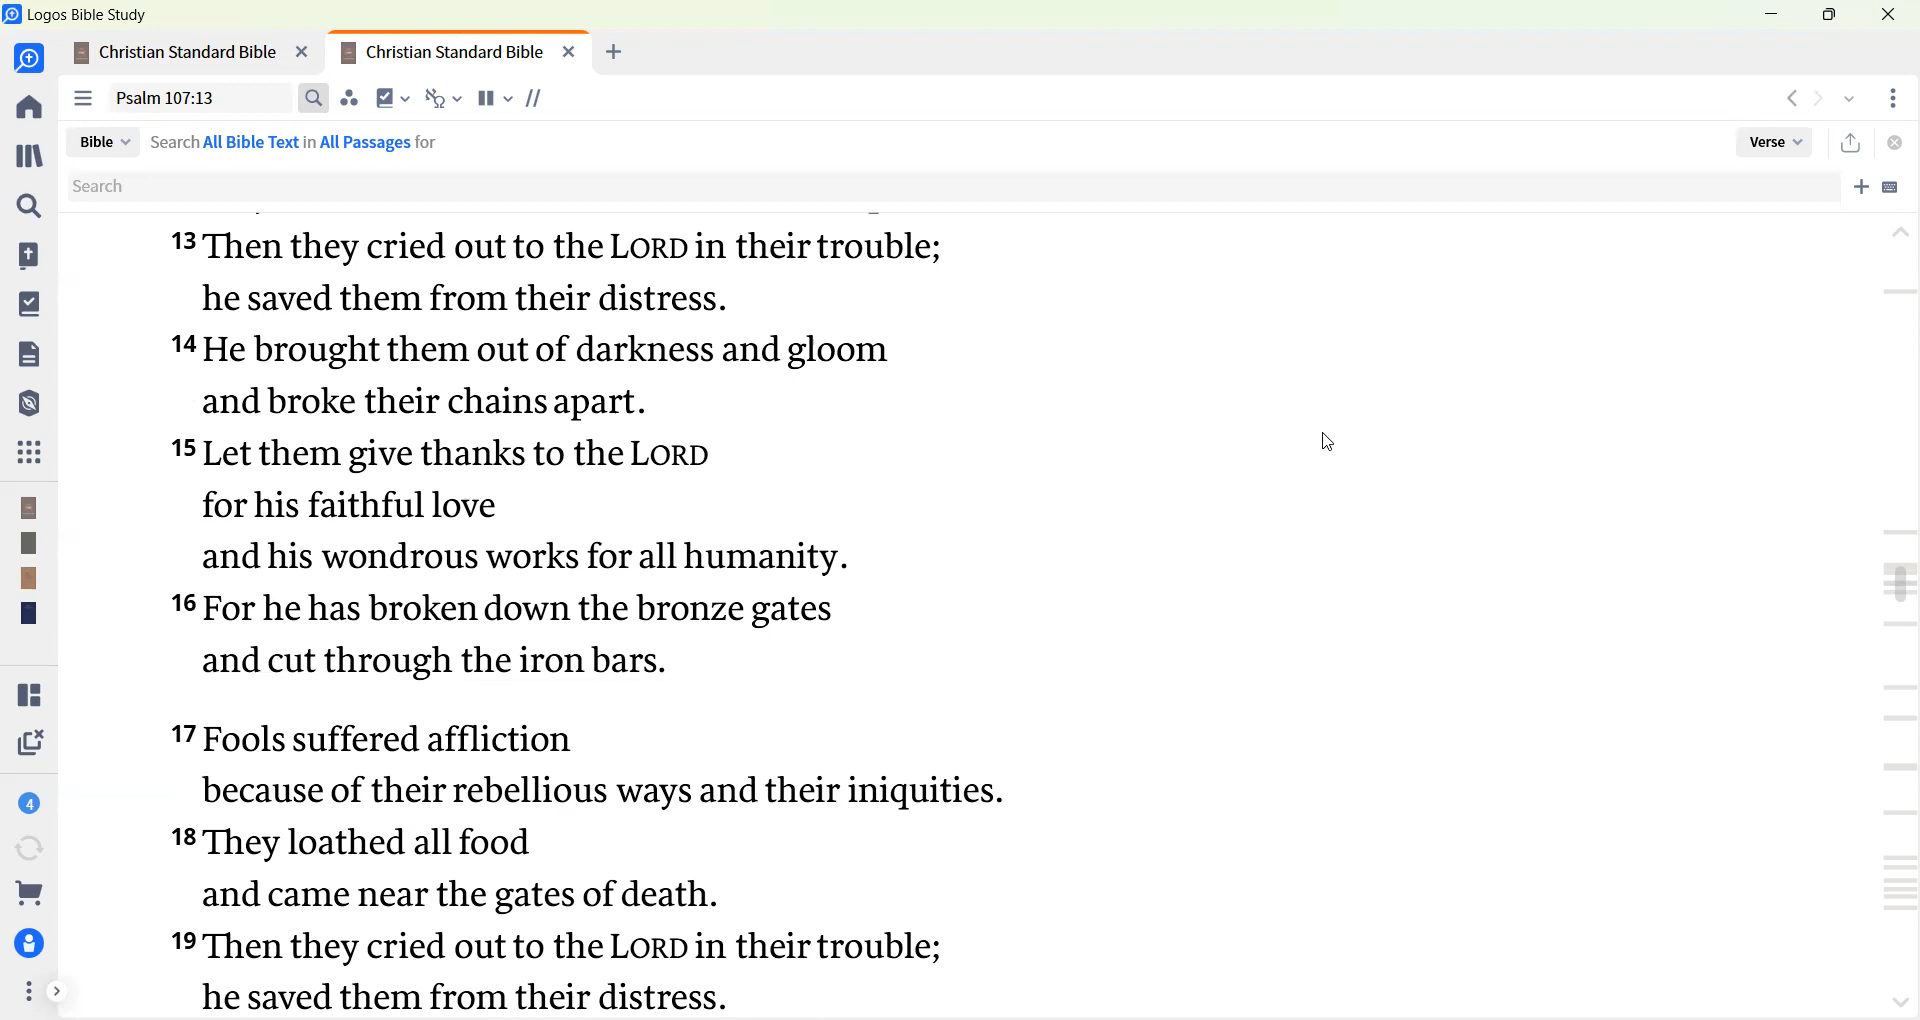 Logos Bible Study
Christian Standard Bible
Christian Standard Bible
Psalm 107:13
Bible Search All Bible Text in All Passages for Verse
Search
13 Then they cried out to the LORD in their trouble;
he saved them from their distress.
14 He brought them out of darkness and gloom
and broke their chains apart.
15 Let them give thanks to the LORD
for his faithful love
and his wondrous works for all humanity.
16 For he has broken down the bronze gates
and cut through the iron bars.
17 Fools suffered affliction
because of their rebellious ways and their iniquities.
18 They loathed all food
and came near the gates of death.
19 Then they cried out to the LORD in their trouble;
he saved them from their distress.
4